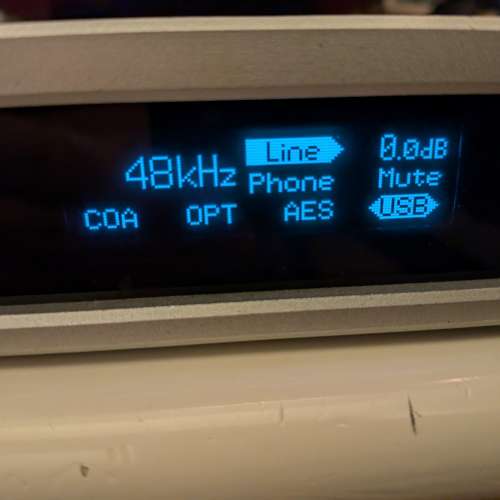 Line 0.0dB
48kHz Phone Mute
COA OPT AES USB